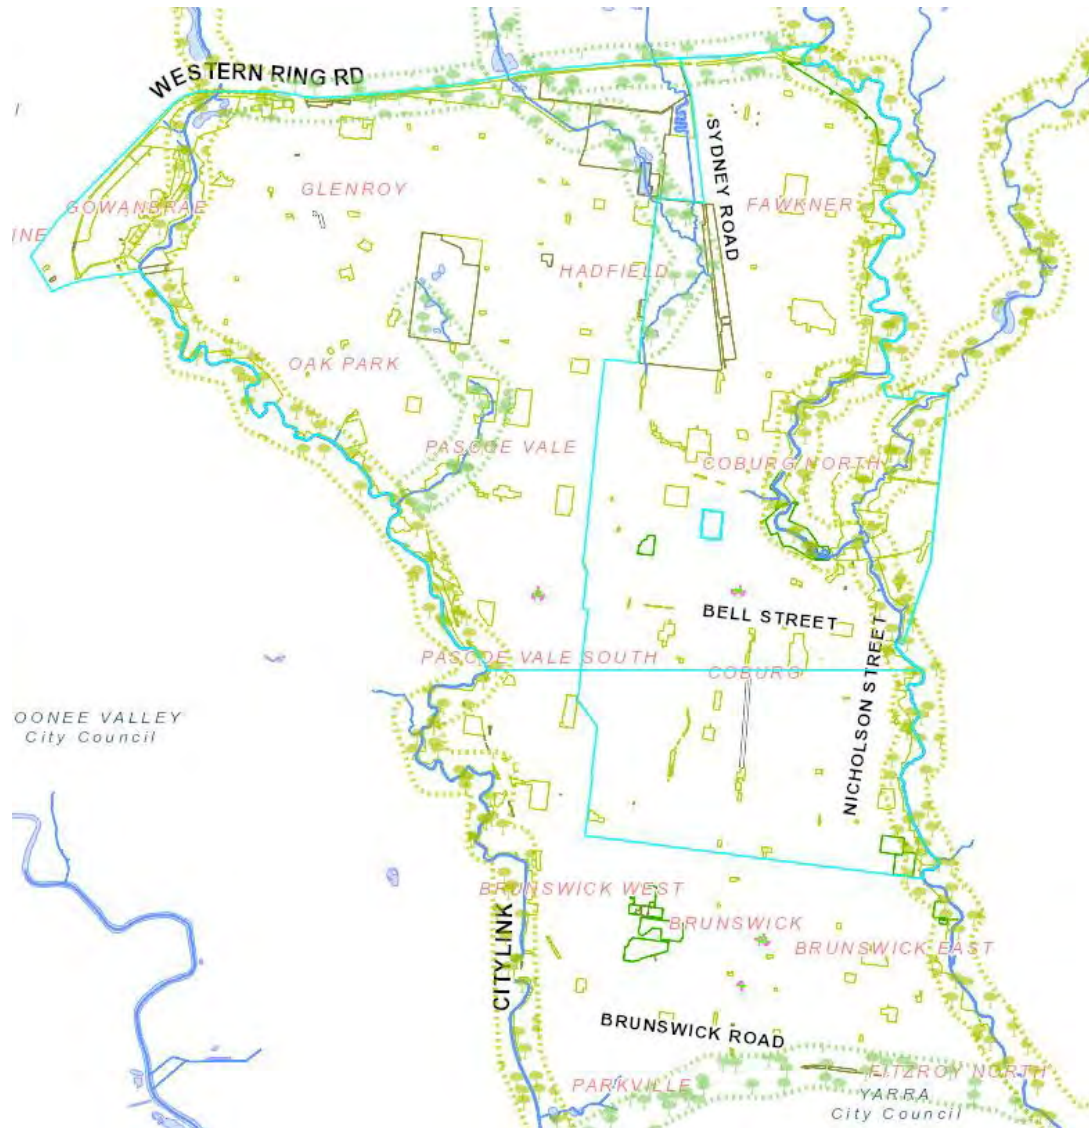 WESTERN RING RD
SYDNEY ROAD
GLENROY
GOWANBRAE
FAWKNER
INE
HADFIELD
OAK PARK
PASCOE VALE
COBURG NORTH
BELL STREET
NICHOLSON STREET
PASCOE VALE SOUTH
COBURG
OONEE VALLEY
City Council
BRUNSWICK WEST
BRUNSWICK
BRUNSWICK EAST
CITYLINK
BRUNSWICK ROAD
FITZROY NORTH
PARKVILLE
YARRA
City Council